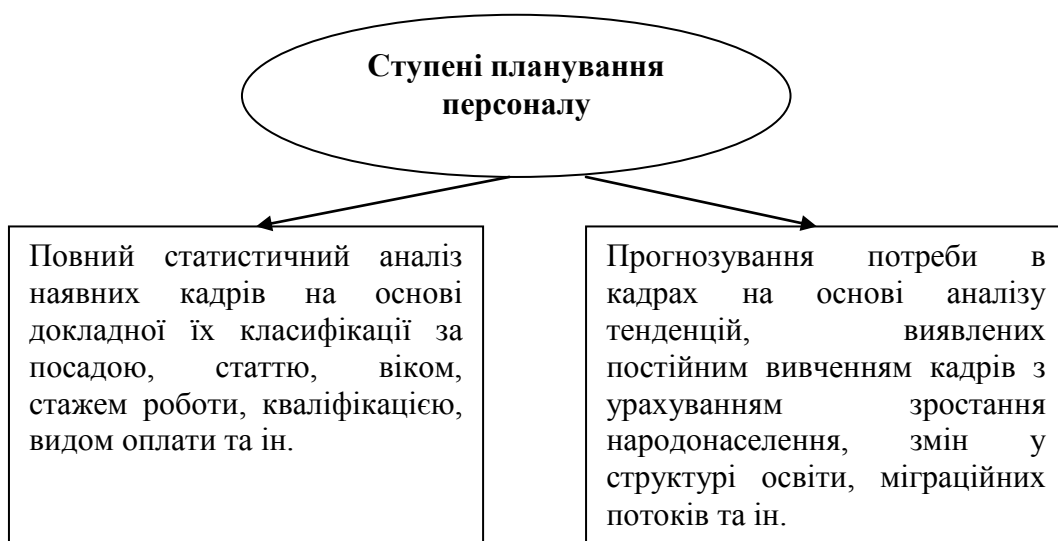 Ступені планування
персоналу
Повний статистичний аналіз
наявних кадрів на основі
докладної їх класифікації за
посадою, статтю, віком,
стажем роботи, кваліфікацією,
видом оплати та ін.
Прогнозування потреби в
кадрах на основі аналізу
тенденцій, виявлених
постійним вивченням кадрів з
урахуванням зростання
народонаселення, змін у
структурі освіти, міграційних
потоків та ін.